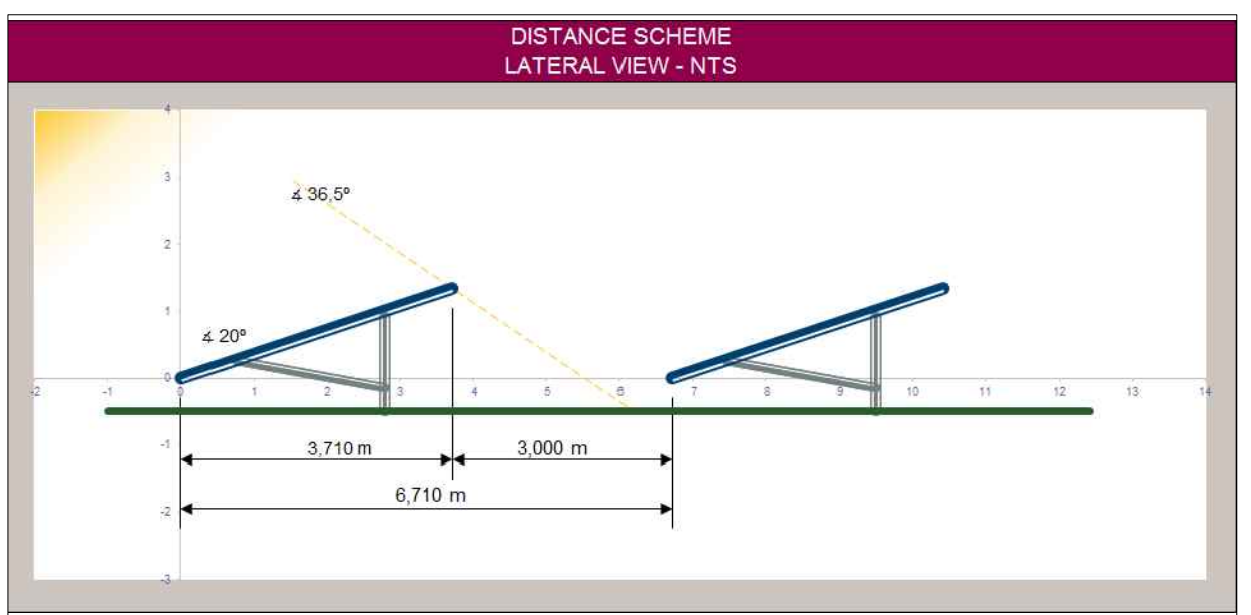 DISTANCE SCHEME
LATERAL VIEW - NTS
4
3
∡ 36,5º
2
1
∡ 20º
-2 -1 0 0 1 2 3 4 5 6 7 8 9 10 11 12 13 14
-1
3,710 m 3,000 m
6,710 m
-2
-3